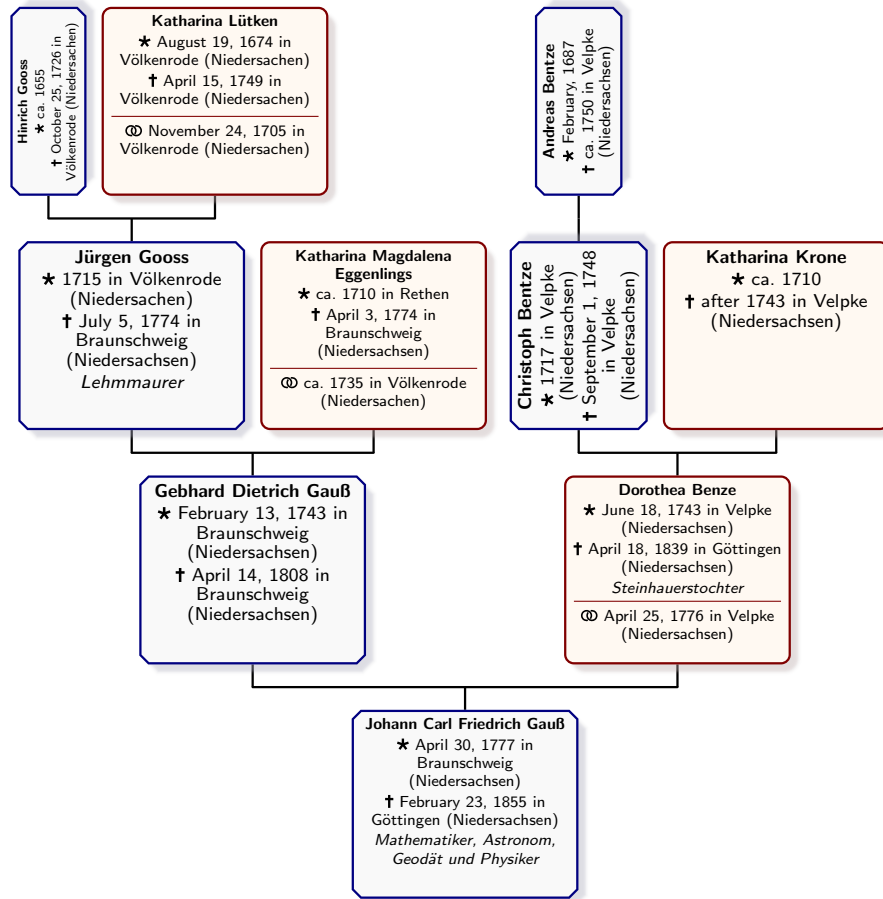 Hinrich Gooss
★ ca. 1655
† October 25, 1726 in
Völkenrode (Niedersachen)
Katharina Lütken
★ August 19, 1674 in
Völkenrode (Niedersachen)
† April 15, 1749 in
Völkenrode (Niedersachen)
⚭ November 24, 1705 in
Völkenrode (Niedersachen)
Andreas Bentze
★ February, 1687
† ca. 1750 in Velpke
(Niedersachsen)
Jürgen Gooss
★ 1715 in Völkenrode
(Niedersachen)
† July 5, 1774 in
Braunschweig
(Niedersachsen)
Lehmmaurer
Katharina Magdalena
Eggenlings
★ ca. 1710 in Rethen
† April 3, 1774 in
Braunschweig
(Niedersachsen)
⚭ ca. 1735 in Völkenrode
(Niedersachen)
Christoph Bentze
★ 1717 in Velpke
(Niedersachsen)
† September 1, 1748
in Velpke
(Niedersachsen)
Katharina Krone
★ ca. 1710
† after 1743 in Velpke
(Niedersachsen)
Gebhard Dietrich Gauß
★ February 13, 1743 in
Braunschweig
(Niedersachsen)
† April 14, 1808 in
Braunschweig
(Niedersachsen)
Dorothea Benze
★ June 18, 1743 in Velpke
(Niedersachsen)
† April 18, 1839 in Göttingen
(Niedersachsen)
Steinhauerstochter
⚭ April 25, 1776 in Velpke
(Niedersachsen)
Johann Carl Friedrich Gauß
★ April 30, 1777 in
Braunschweig
(Niedersachsen)
† February 23, 1855 in
Göttingen (Niedersachsen)
Mathematiker, Astronom,
Geodät und Physiker